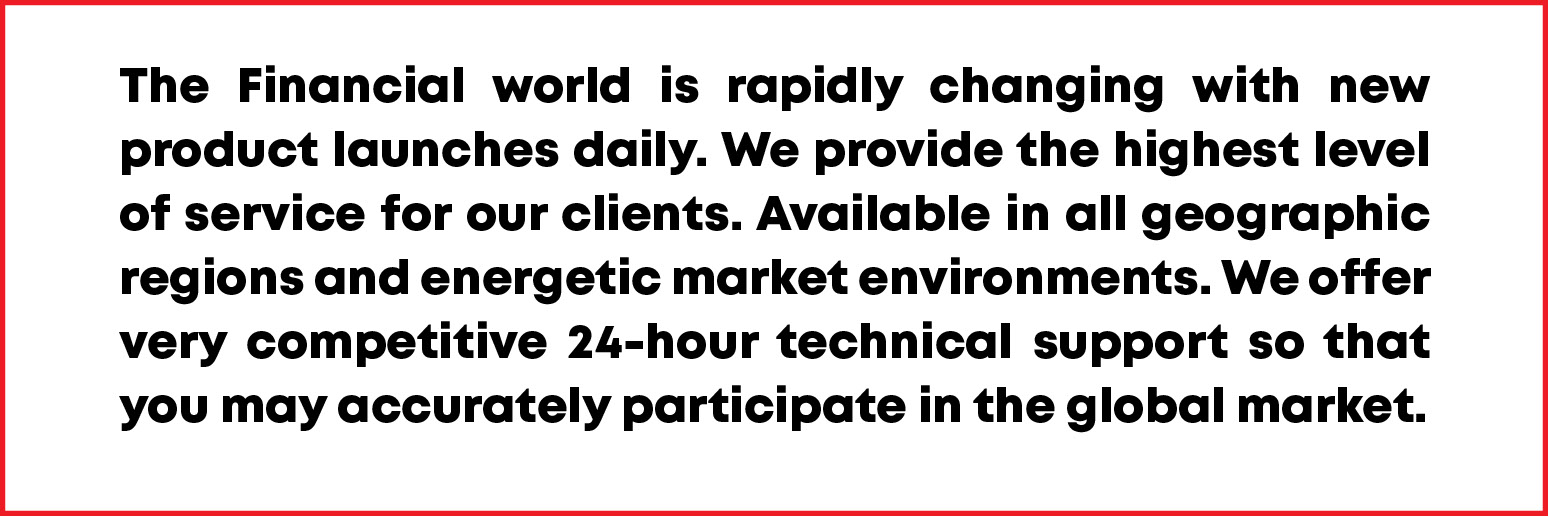 The Financial world is rapidly changing with new
product launches daily. We provide the highest level
of service for our clients. Available in all geographic
regions and energetic market environments. We offer
very competitive 24-hour technical support so that
you may accurately participate in the global market.